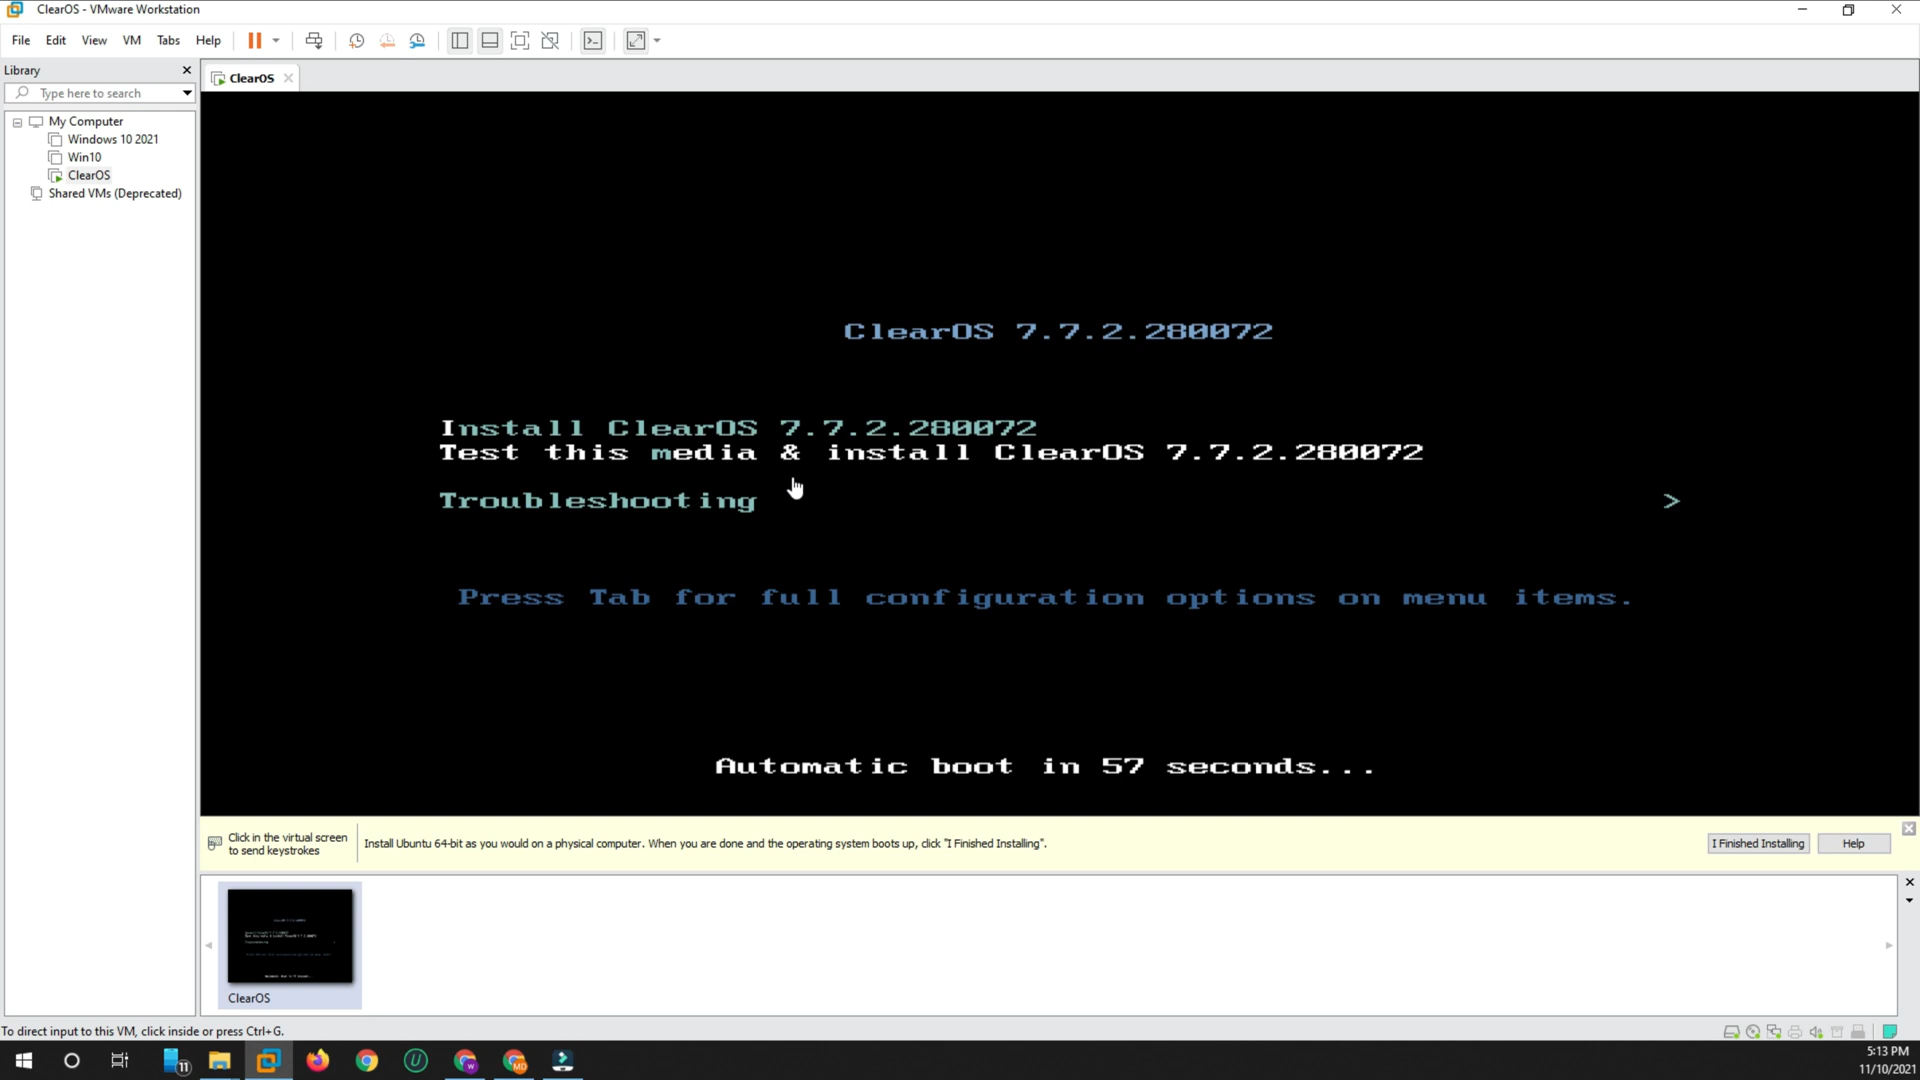 ClearOS - VMware Workstation
File Edit View VM Tabs Help
Library
Type here to search
My Computer
Windows 10 2021
Win10
ClearOS
Shared VMs (Deprecated)
ClearOS
ClearOS 7.7.2.280072
Install ClearOS 7.7.2.280072
Test this media & install ClearOS 7.7.2.280072
Troubleshooting >
Press Tab for full configuration options on menu items.
Automatic boot in 57 seconds...
Click in the virtual screen
to send keystrokes
Install Ubuntu 64-bit as you would on a physical computer. When you are done and the operating system boots up, click "I Finished Installing".
I Finished Installing
Help
ClearOS
To direct input to this VM, click inside or press Ctrl+G.
11
U
W
MD
5:13 PM
11/10/2021